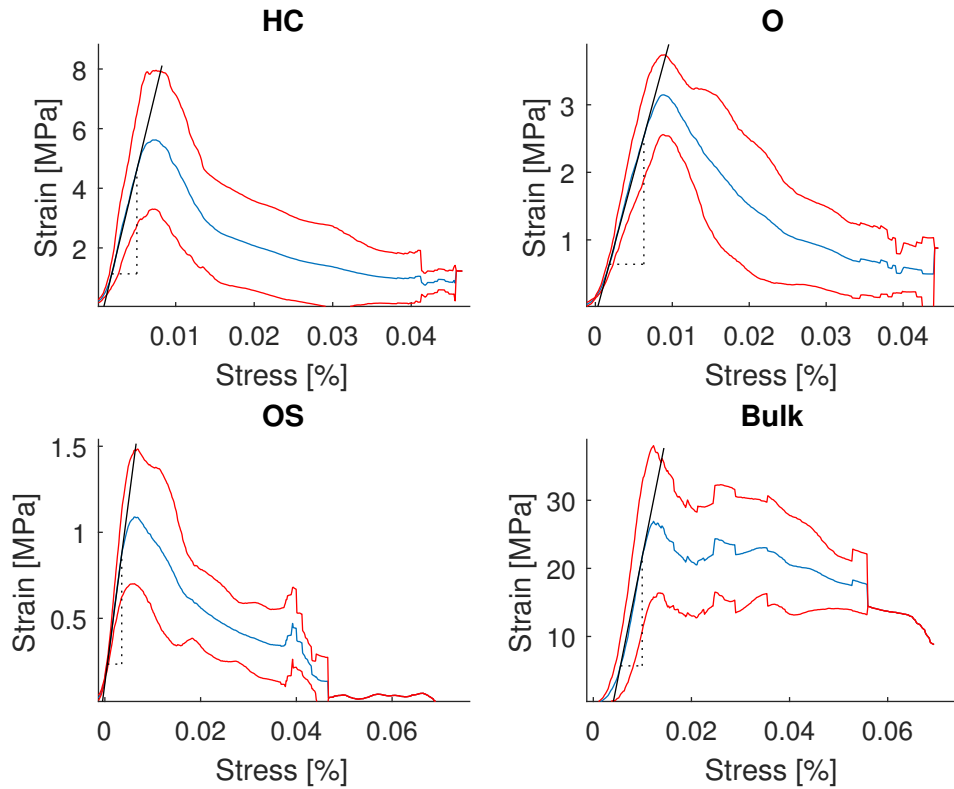 HC
Strain [MPa]
8
6
4
2
0.01 0.02 0.03 0.04
Stress [%]
O
Strain [MPa]
3
2
1
0 0.01 0.02 0.03 0.04
Stress [%]
OS
Strain [MPa]
1.5
1
0.5
0 0.02 0.04 0.06
Stress [%]
Bulk
Strain [MPa]
30
20
10
0 0.02 0.04 0.06
Stress [%]